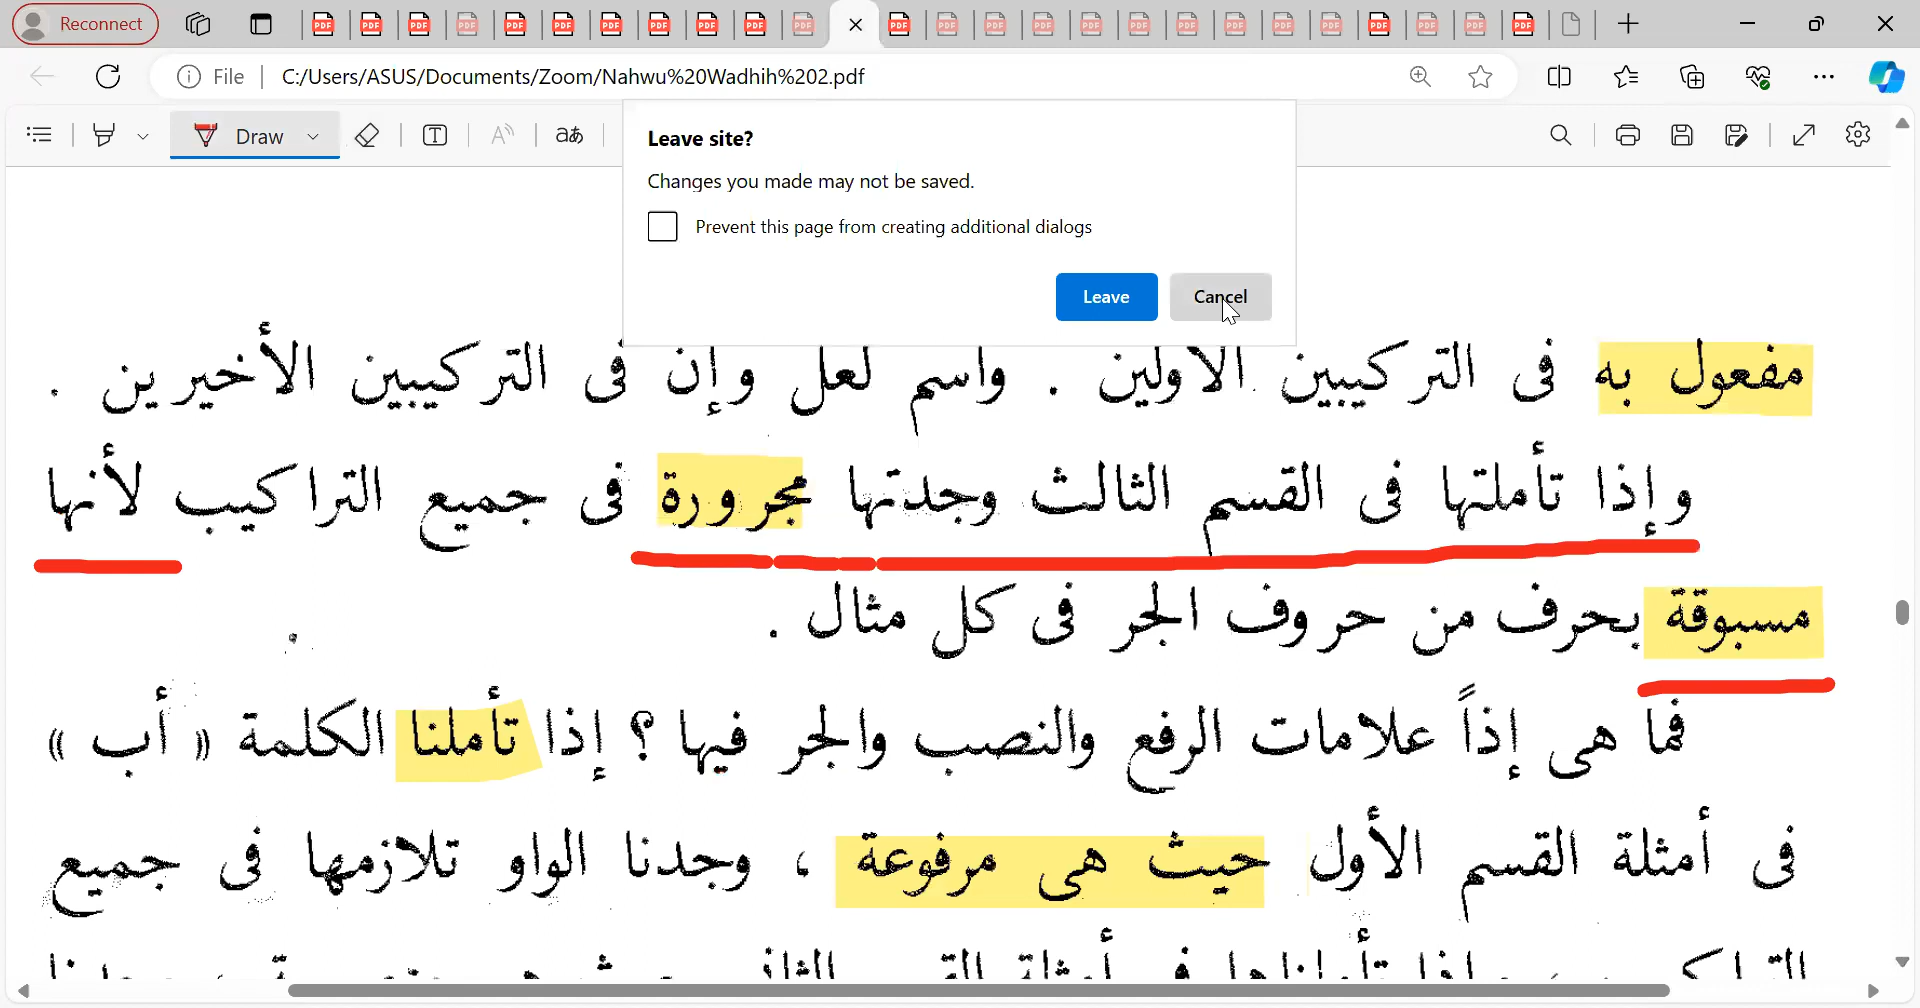 Reconnect
File C:/Users/ASUS/Documents/Zoom/Nahwu%20Wadhih%202.pdf
Draw
Leave site?
Changes you made may not be saved.
Prevent this page from creating additional dialogs
Leave Cancel
مفعول به فى التركيبين الأولين . واسم لعل وإن فى التركيبين الأخيرين .
وإذا تأملتها فى القسم الثالث وجدتها مجرورة فى جميع التراكيب لأنها
مسبوقة بحرف من حروف الجر فى كل مثال .
فما هى إذاً علامات الرفع والنصب والجر فيها ؟ إذا تأملنا الكلمة « أب »
فى أمثلة القسم الأول حيث هى مرفوعة ، وجدنا الواو تلازمها فى جميع